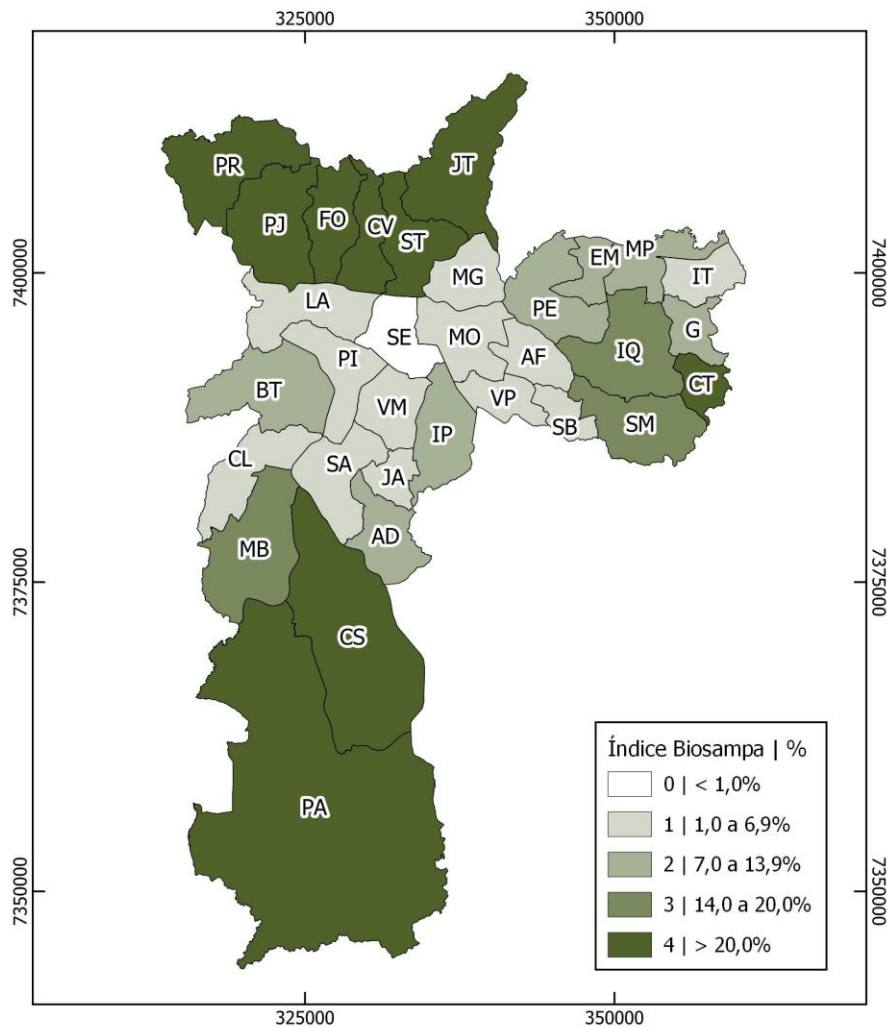 325000
350000
JT
PR
PJ
FO
CV
ST
7400000
7400000
MG
EM
MP
IT
LA
PE
G
SE
MO
IQ
PI
AF
CT
BT
VM
VP
IP
SB
SM
CL
SA
JA
AD
MB
7375000
7375000
CS
Índice Biosampa | %
0 | < 1,0%
1 | 1,0 a 6,9%
PA
2 | 7,0 a 13,9%
7350000
7350000
3 | 14,0 a 20,0%
4 | > 20,0%
325000
350000